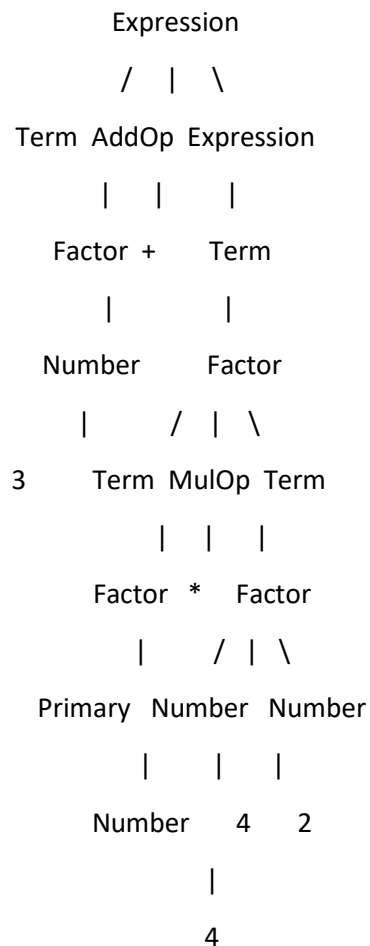 Expression
/ | \
Term AddOp Expression
| | |
Factor + Term
| |
Number Factor
| / | \
3 Term MulOp Term
| | |
Factor * Factor
| / | \
Primary Number Number
| | |
Number 4 2
|
4